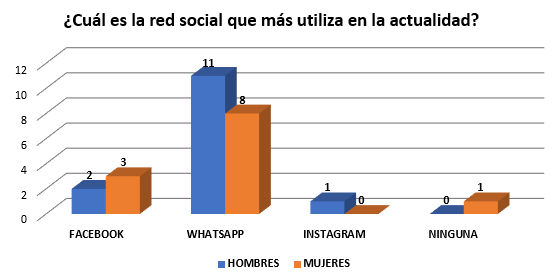 ¿Cuál es la red social que más utiliza en la actualidad?
12
10
8
6
4
2
0
2
3
11
8
1
0
0
1
FACEBOOK
WHATSAPP
INSTAGRAM
NINGUNA
HOMBRES
MUJERES